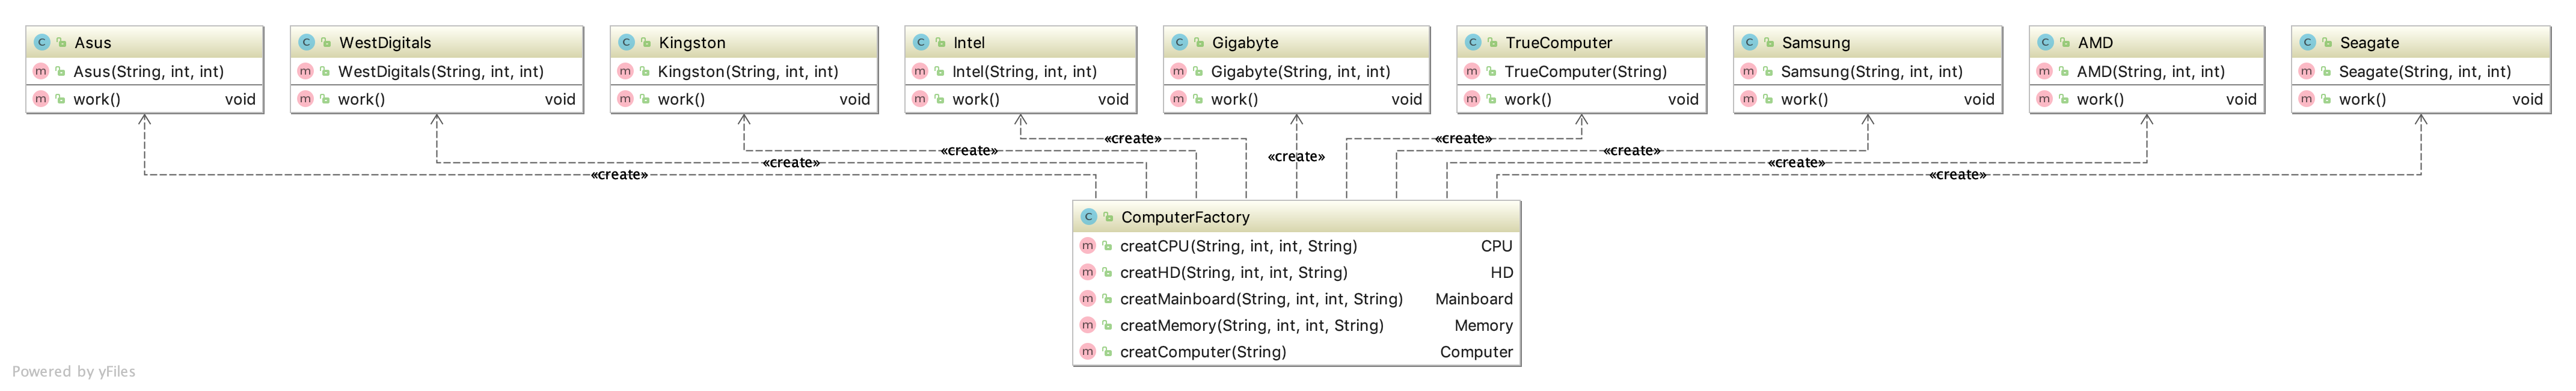 Asus
Asus(String, int, int)
work() void
WestDigitals
WestDigitals(String, int, int)
work() void
Kingston
Kingston(String, int, int)
work() void
Intel
Intel(String, int, int)
work() void
Gigabyte
Gigabyte(String, int, int)
work() void
TrueComputer
TrueComputer(String)
work() void
Samsung
Samsung(String, int, int)
work() void
AMD
AMD(String, int, int)
work() void
Seagate
Seagate(String, int, int)
work() void
«create»
«create»
«create»
«create»
«create»
«create»
«create»
«create»
«create»
ComputerFactory
creatCPU(String, int, int, String) CPU
creatHD(String, int, int, String) HD
creatMainboard(String, int, int, String) Mainboard
creatMemory(String, int, int, String) Memory
creatComputer(String) Computer
Powered by yFiles